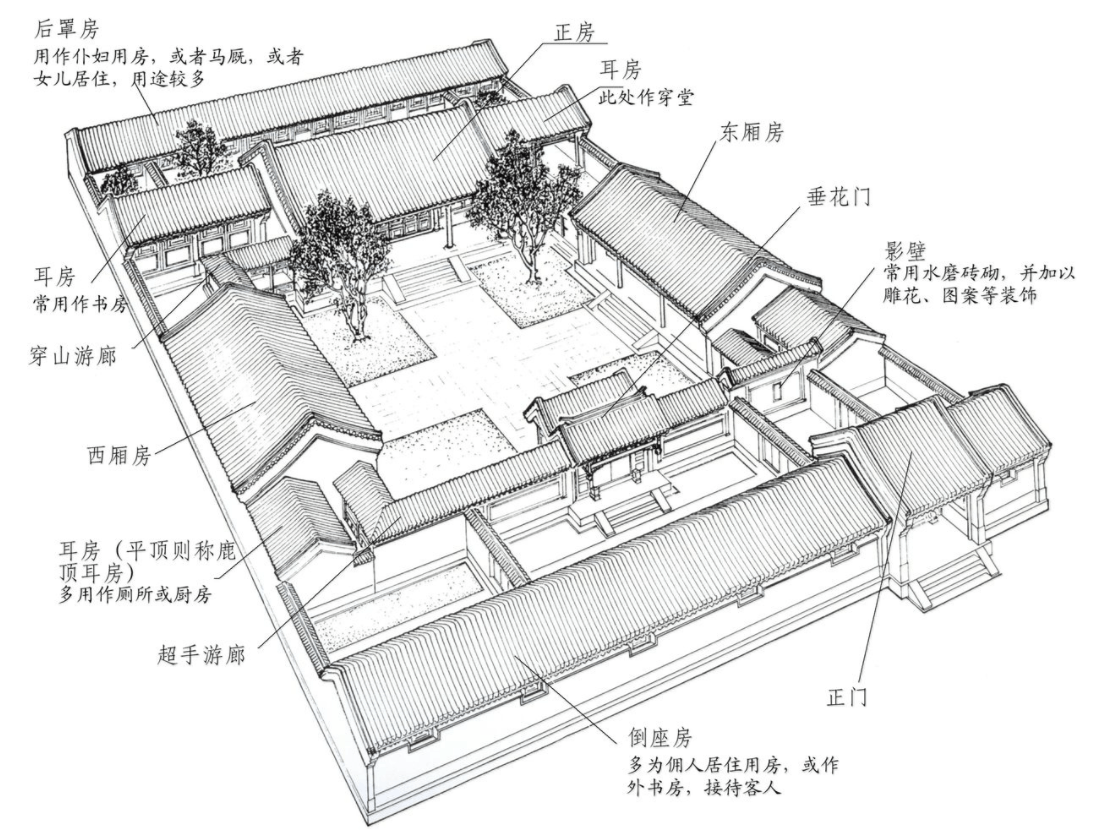 后罩房
用作仆妇用房，或者马厩，或者
女儿居住，用途较多
正房
耳房
此处作穿堂
东厢房
垂花门
影壁
常用水磨砖砌，并加以
雕花、图案等装饰
耳房
常用作书房
穿山游廊
西厢房
耳房（平顶则称鹿
顶耳房）
多用作厕所或厨房
超手游廊
正门
倒座房
多为佣人居住用房，或作
外书房，接待客人